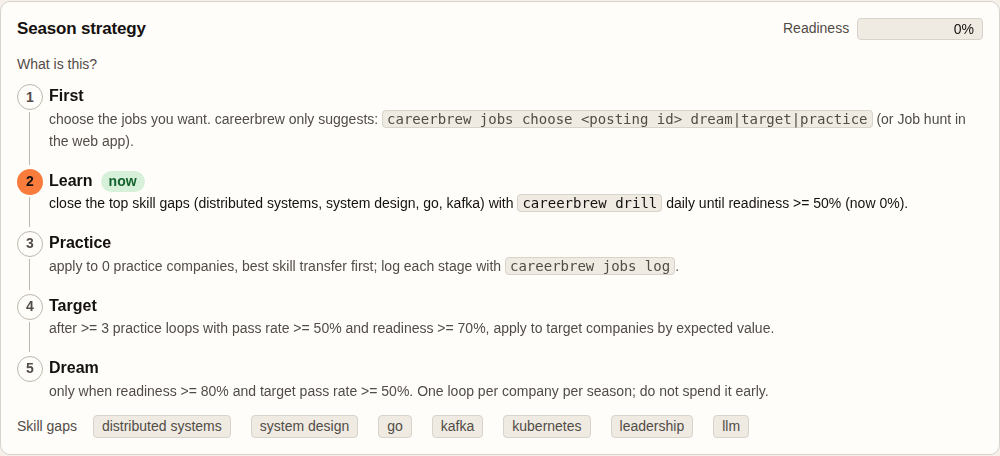 Season strategy
Readiness 0%
What is this?
1 First
choose the jobs you want. careerbrew only suggests: careerbrew jobs choose <posting id> dream|target|practice (or Job hunt in
the web app).
2 Learn now
close the top skill gaps (distributed systems, system design, go, kafka) with careerbrew drill daily until readiness >= 50% (now 0%).
3 Practice
apply to 0 practice companies, best skill transfer first; log each stage with careerbrew jobs log.
4 Target
after >= 3 practice loops with pass rate >= 50% and readiness >= 70%, apply to target companies by expected value.
5 Dream
only when readiness >= 80% and target pass rate >= 50%. One loop per company per season; do not spend it early.
Skill gaps distributed systems system design go kafka kubernetes leadership llm